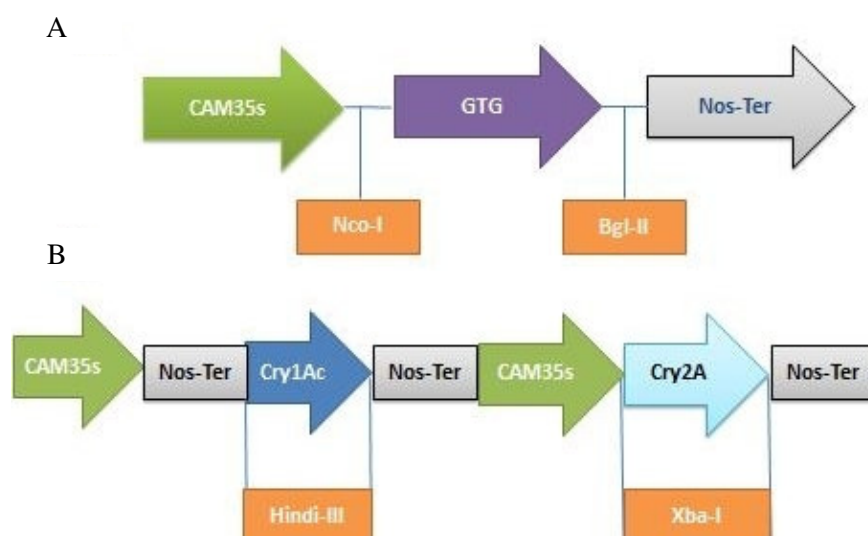 A
CAM35s
GTG
Nos-Ter
Nco-I
Bgl-II
B
CAM35s
Nos-Ter
Cry1Ac
Nos-Ter
CAM35s
Cry2A
Nos-Ter
Hindi-III
Xba-I